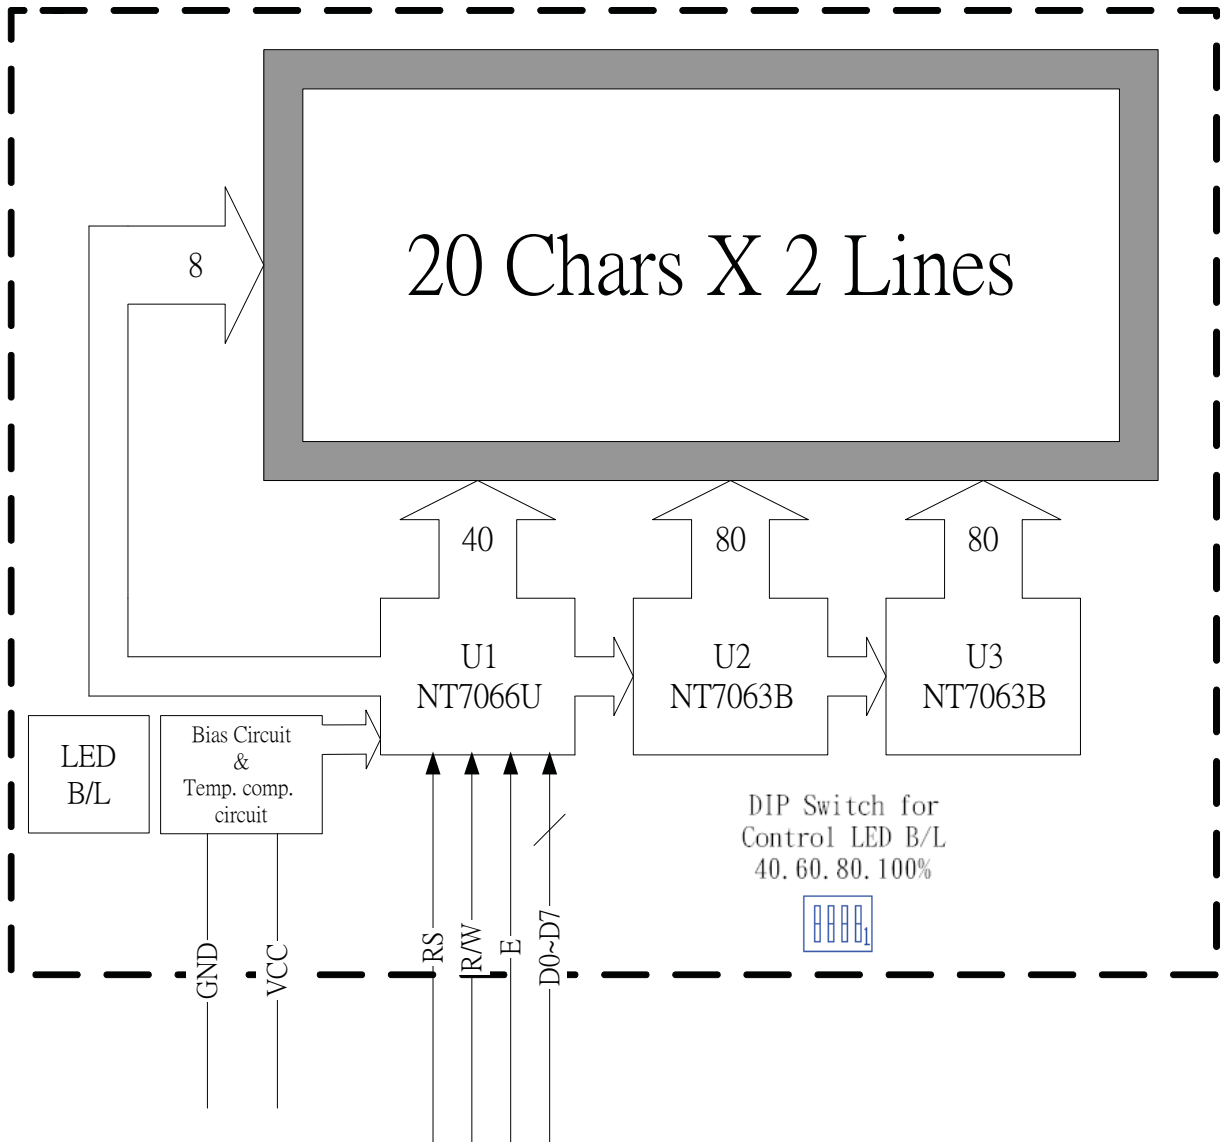 20 Chars X 2 Lines
8
40
80
80
U1
NT7066U
U2
NT7063B
U3
NT7063B
LED
B/L
Bias Circuit
&
Temp. comp.
circuit
DIP Switch for
Control LED B/L
40.60.80.100%
1
GND
VCC
RS
R/W
E
D0~D7